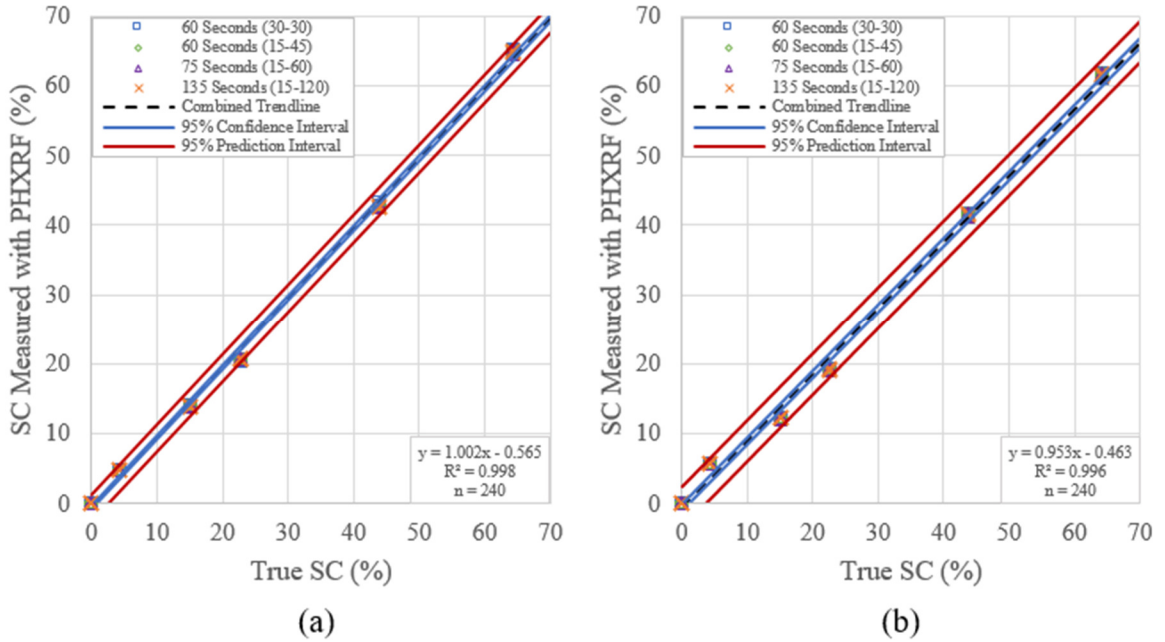 SC Measured with PHXRF (%)
70
60
50
40
30
20
10
0
60 Seconds (30-30)
60 Seconds (15-45)
75 Seconds (15-60)
135 Seconds (15-120)
Combined Trendline
95% Confidence Interval
95% Prediction Interval
y = 1.002x - 0.565
R² = 0.998
n = 240
0 10 20 30 40 50 60 70
True SC (%)
(a)
SC Measured with PHXRF (%)
70
60
50
40
30
20
10
0
60 Seconds (30-30)
60 Seconds (15-45)
75 Seconds (15-60)
135 Seconds (15-120)
Combined Trendline
95% Confidence Interval
95% Prediction Interval
y = 0.953x - 0.463
R² = 0.996
n = 240
0 10 20 30 40 50 60 70
True SC (%)
(b)